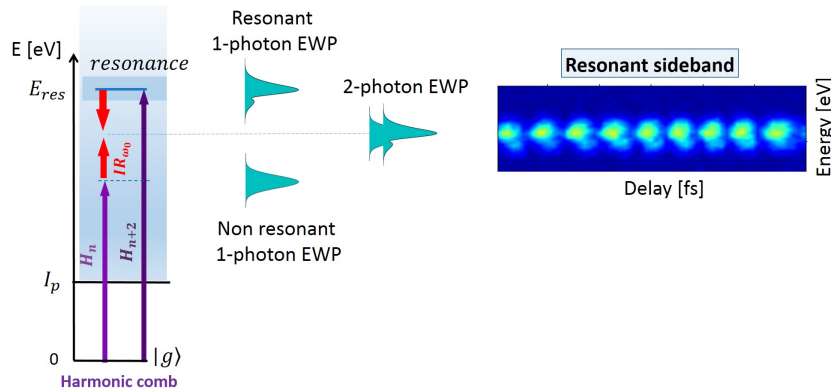 E [eV]
resonance
E_res
IR_ω₀
H_n
H_{n+2}
I_p
0
|g⟩
Harmonic comb
Resonant
1-photon EWP
2-photon EWP
Non resonant
1-photon EWP
Resonant sideband
Energy [eV]
Delay [fs]